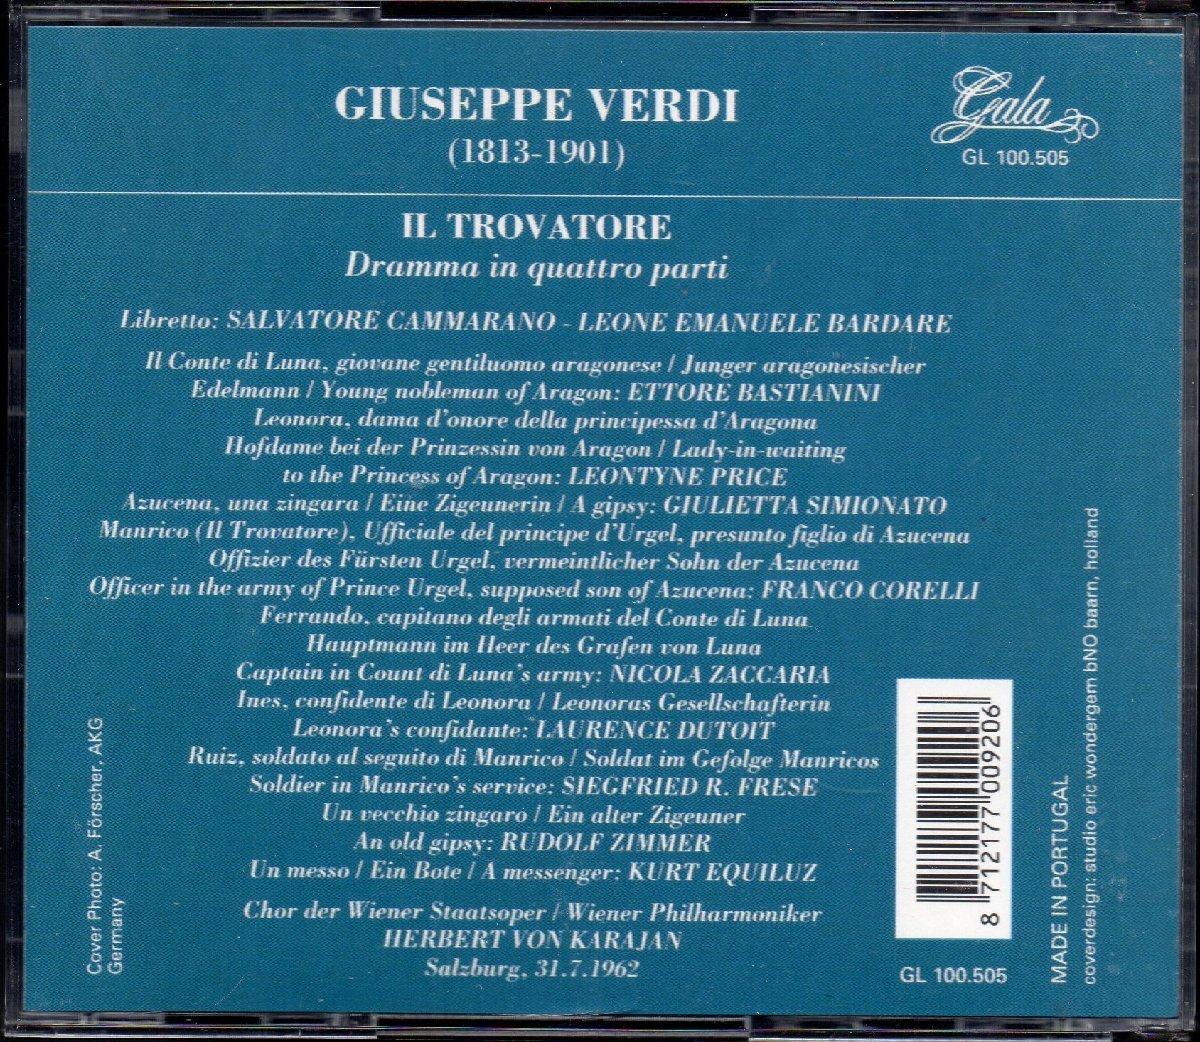 GIUSEPPE VERDI
(1813-1901)
Gala
GL 100.505
IL TROVATORE
Dramma in quattro parti
Libretto: SALVATORE CAMMARANO - LEONE EMANUELE BARDARE
Il Conte di Luna, giovane gentiluomo aragonese / Junger aragonesischer
Edelmann / Young nobleman of Aragon: ETTORE BASTIANINI
Leonora, dama d'onore della principessa d'Aragona
Hofdame bei der Prinzessin von Aragon / Lady-in-waiting
to the Princess of Aragon: LEONTYNE PRICE
Azucena, una zingara / Eine Zigeunerin / A gipsy: GIULIETTA SIMIONATO
Manrico (Il Trovatore), Ufficiale del principe d'Urgel, presunto figlio di Azucena
Offizier des Fürsten Urgel, vermeintlicher Sohn der Azucena
Officer in the army of Prince Urgel, supposed son of Azucena: FRANCO CORELLI
Ferrando, capitano degli armati del Conte di Luna
Hauptmann im Heer des Grafen von Luna
Captain in Count di Luna's army: NICOLA ZACCARIA
Ines, confidente di Leonora / Leonoras Gesellschafterin
Leonora's confidante: LAURENCE DUTOIT
Ruiz, soldato al seguito di Manrico / Soldat im Gefolge Manricos
Soldier in Manrico's service: SIEGFRIED R. FRESE
Un vecchio zingaro / Ein alter Zigeuner
An old gipsy: RUDOLF ZIMMER
Un messo / Ein Bote / A messenger: KURT EQUILUZ
Chor der Wiener Staatsoper / Wiener Philharmoniker
HERBERT VON KARAJAN
Salzburg, 31.7.1962
Cover Photo: A. Förscher, AKG
Germany
8 712177 009206
GL 100.505
MADE IN PORTUGAL
coverdesign: studio eric wondergem bNO baarn, holland